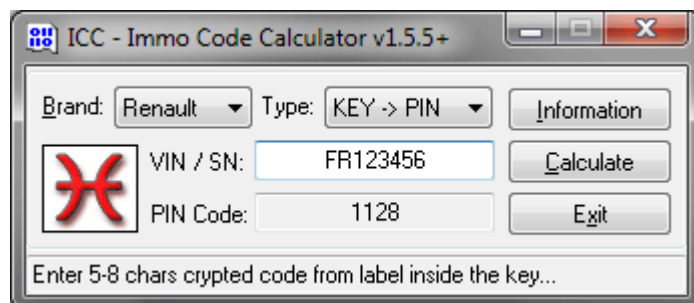 ICC - Immo Code Calculator v1.5.5+
Brand: Renault Type: KEY -> PIN Information
VIN / SN: FR123456 Calculate
PIN Code: 1128 Exit
Enter 5-8 chars crypted code from label inside the key...